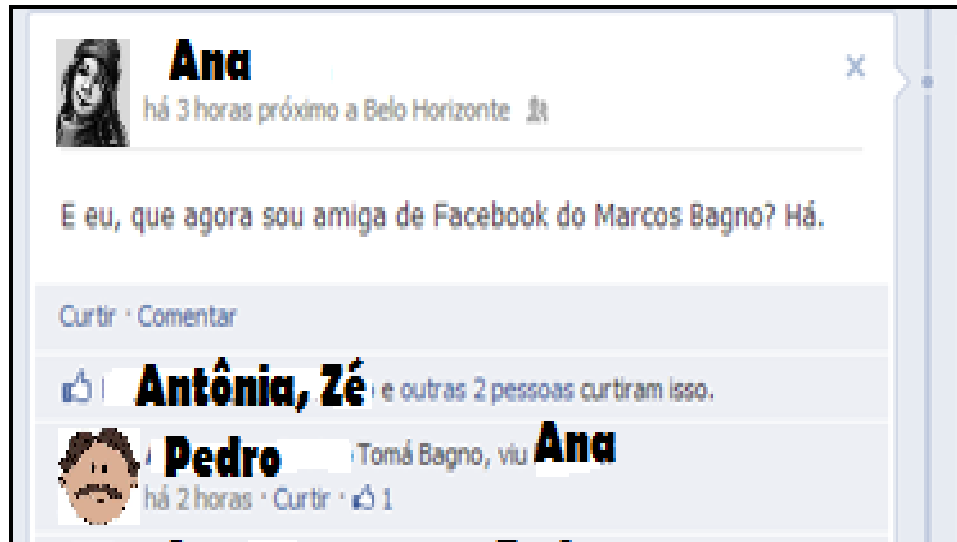 Ana
há 3 horas próximo a Belo Horizonte
E eu, que agora sou amiga de Facebook do Marcos Bagno? Há.
Curtir · Comentar
Antônia, Zé e outras 2 pessoas curtiram isso.
Pedro Tomá Bagno, viu Ana
há 2 horas · Curtir · 1